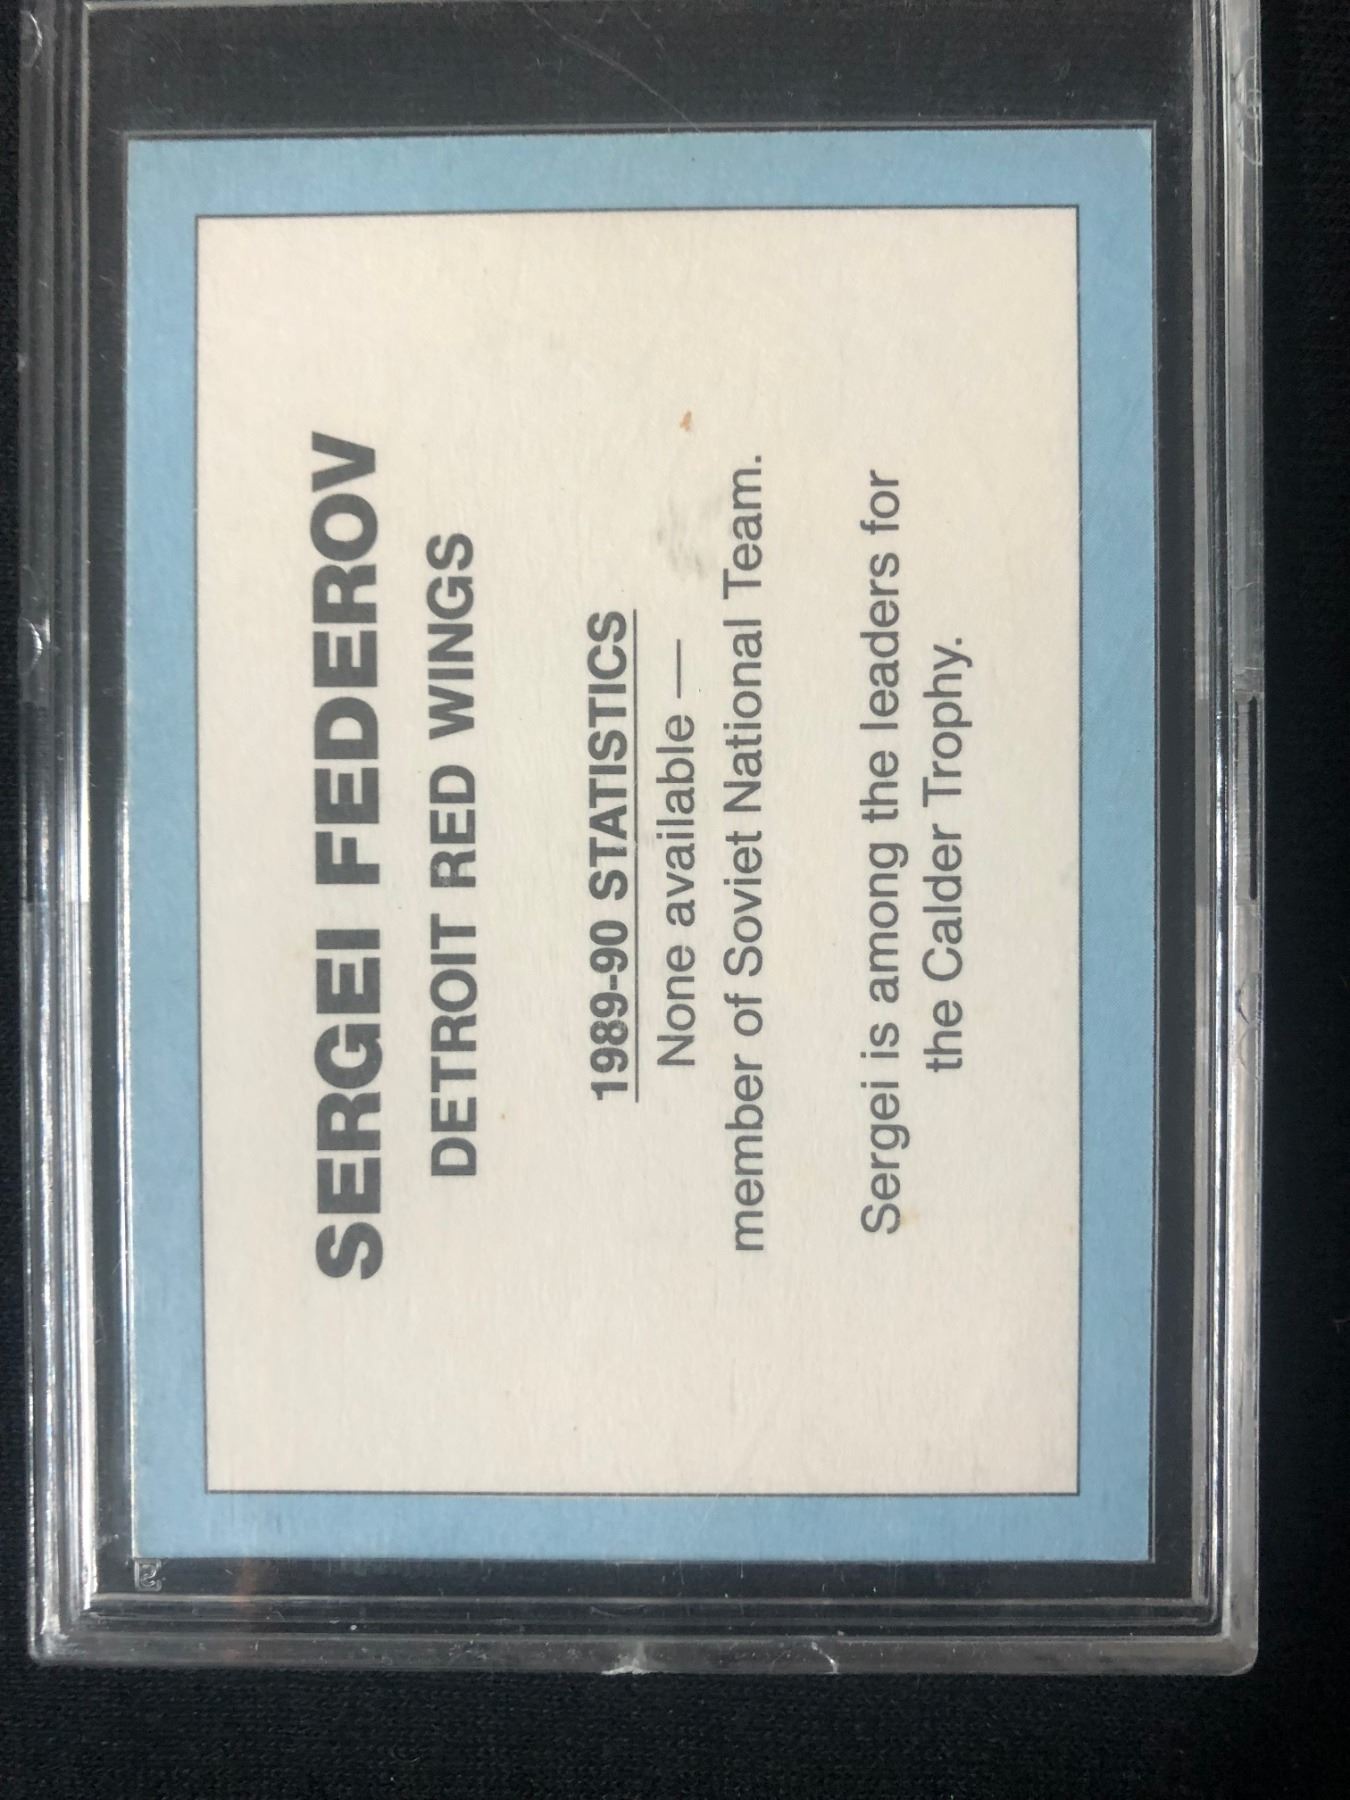 SERGEI FEDEROV
DETROIT RED WINGS
1989-90 STATISTICS
None available —
member of Soviet National Team.
Sergei is among the leaders for
the Calder Trophy.